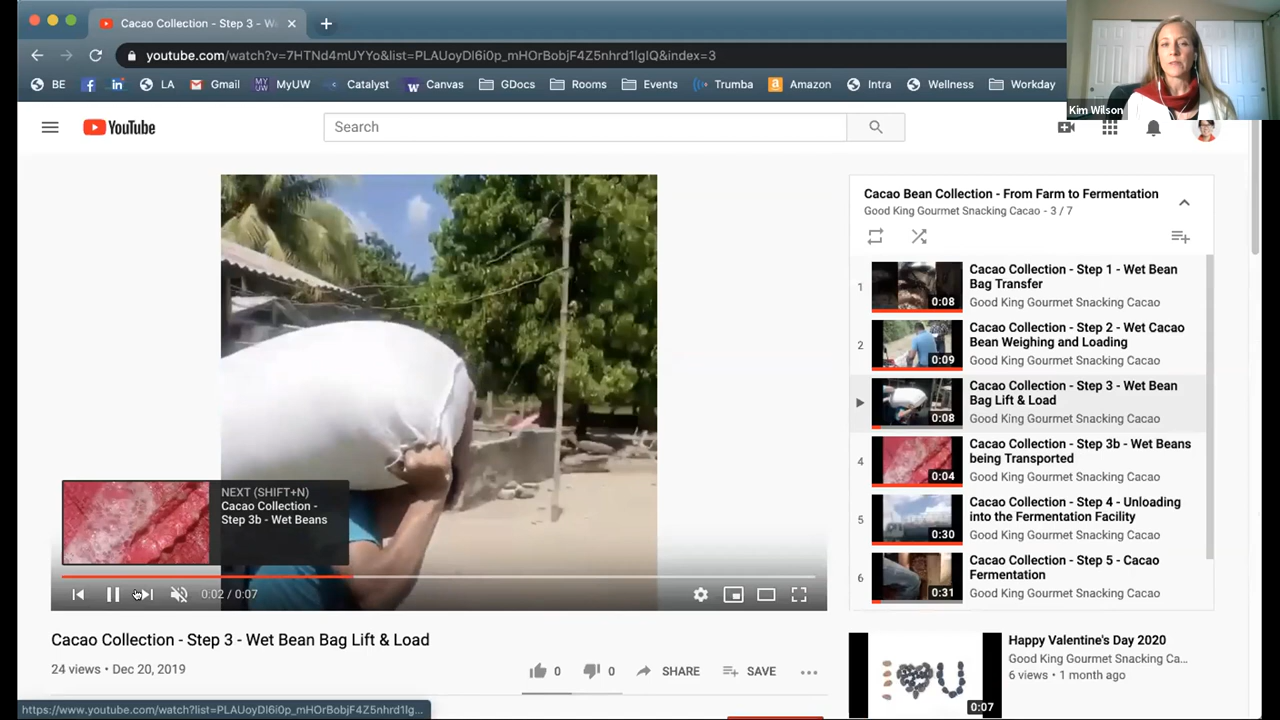 Cacao Collection - Step 3 - We
youtube.com/watch?v=7HTNd4mUYYo&list=PLAUoyDl6i0p_mHOrBobjF4Z5nhrd1lgIQ&index=3
BE LA Gmail MyUW Catalyst Canvas GDocs Rooms Events Trumba Amazon Intra Wellness Workday
Kim Wilson
YouTube
Search
Cacao Bean Collection - From Farm to Fermentation
Good King Gourmet Snacking Cacao - 3 / 7
1
0:08
Cacao Collection - Step 1 - Wet Bean
Bag Transfer
Good King Gourmet Snacking Cacao
2
0:09
Cacao Collection - Step 2 - Wet Cacao
Bean Weighing and Loading
Good King Gourmet Snacking Cacao
0:08
Cacao Collection - Step 3 - Wet Bean
Bag Lift & Load
Good King Gourmet Snacking Cacao
4
0:04
Cacao Collection - Step 3b - Wet Beans
being Transported
Good King Gourmet Snacking Cacao
5
0:30
Cacao Collection - Step 4 - Unloading
into the Fermentation Facility
Good King Gourmet Snacking Cacao
6
0:31
Cacao Collection - Step 5 - Cacao
Fermentation
Good King Gourmet Snacking Cacao
NEXT (SHIFT+N)
Cacao Collection -
Step 3b - Wet Beans
0:02 / 0:07
Cacao Collection - Step 3 - Wet Bean Bag Lift & Load
24 views • Dec 20, 2019
0 0 SHARE SAVE
Happy Valentine's Day 2020
Good King Gourmet Snacking Ca...
6 views • 1 month ago
0:07
https://www.youtube.com/watch?list=PLAUoyDl6i0p_mHOrBobjF4Z5nhrd1lg...